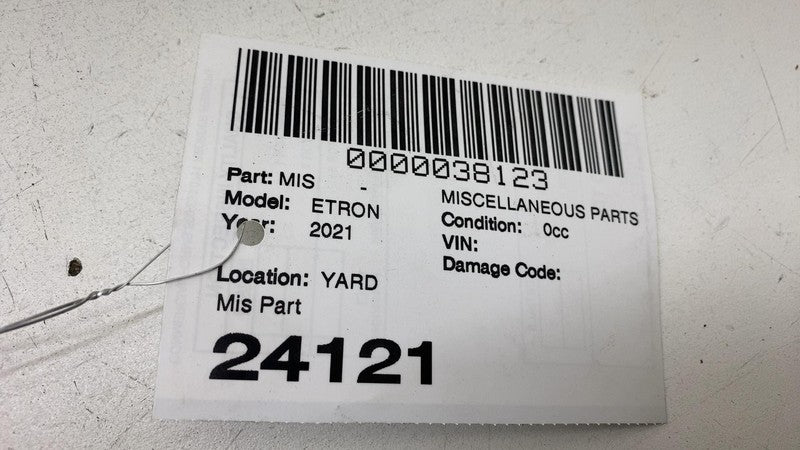 0000038123
Part: MIS - MISCELLANEOUS PARTS
Model: ETRON Condition: 0cc
Year: 2021 VIN:
Damage Code:
Location: YARD
Mis Part
24121